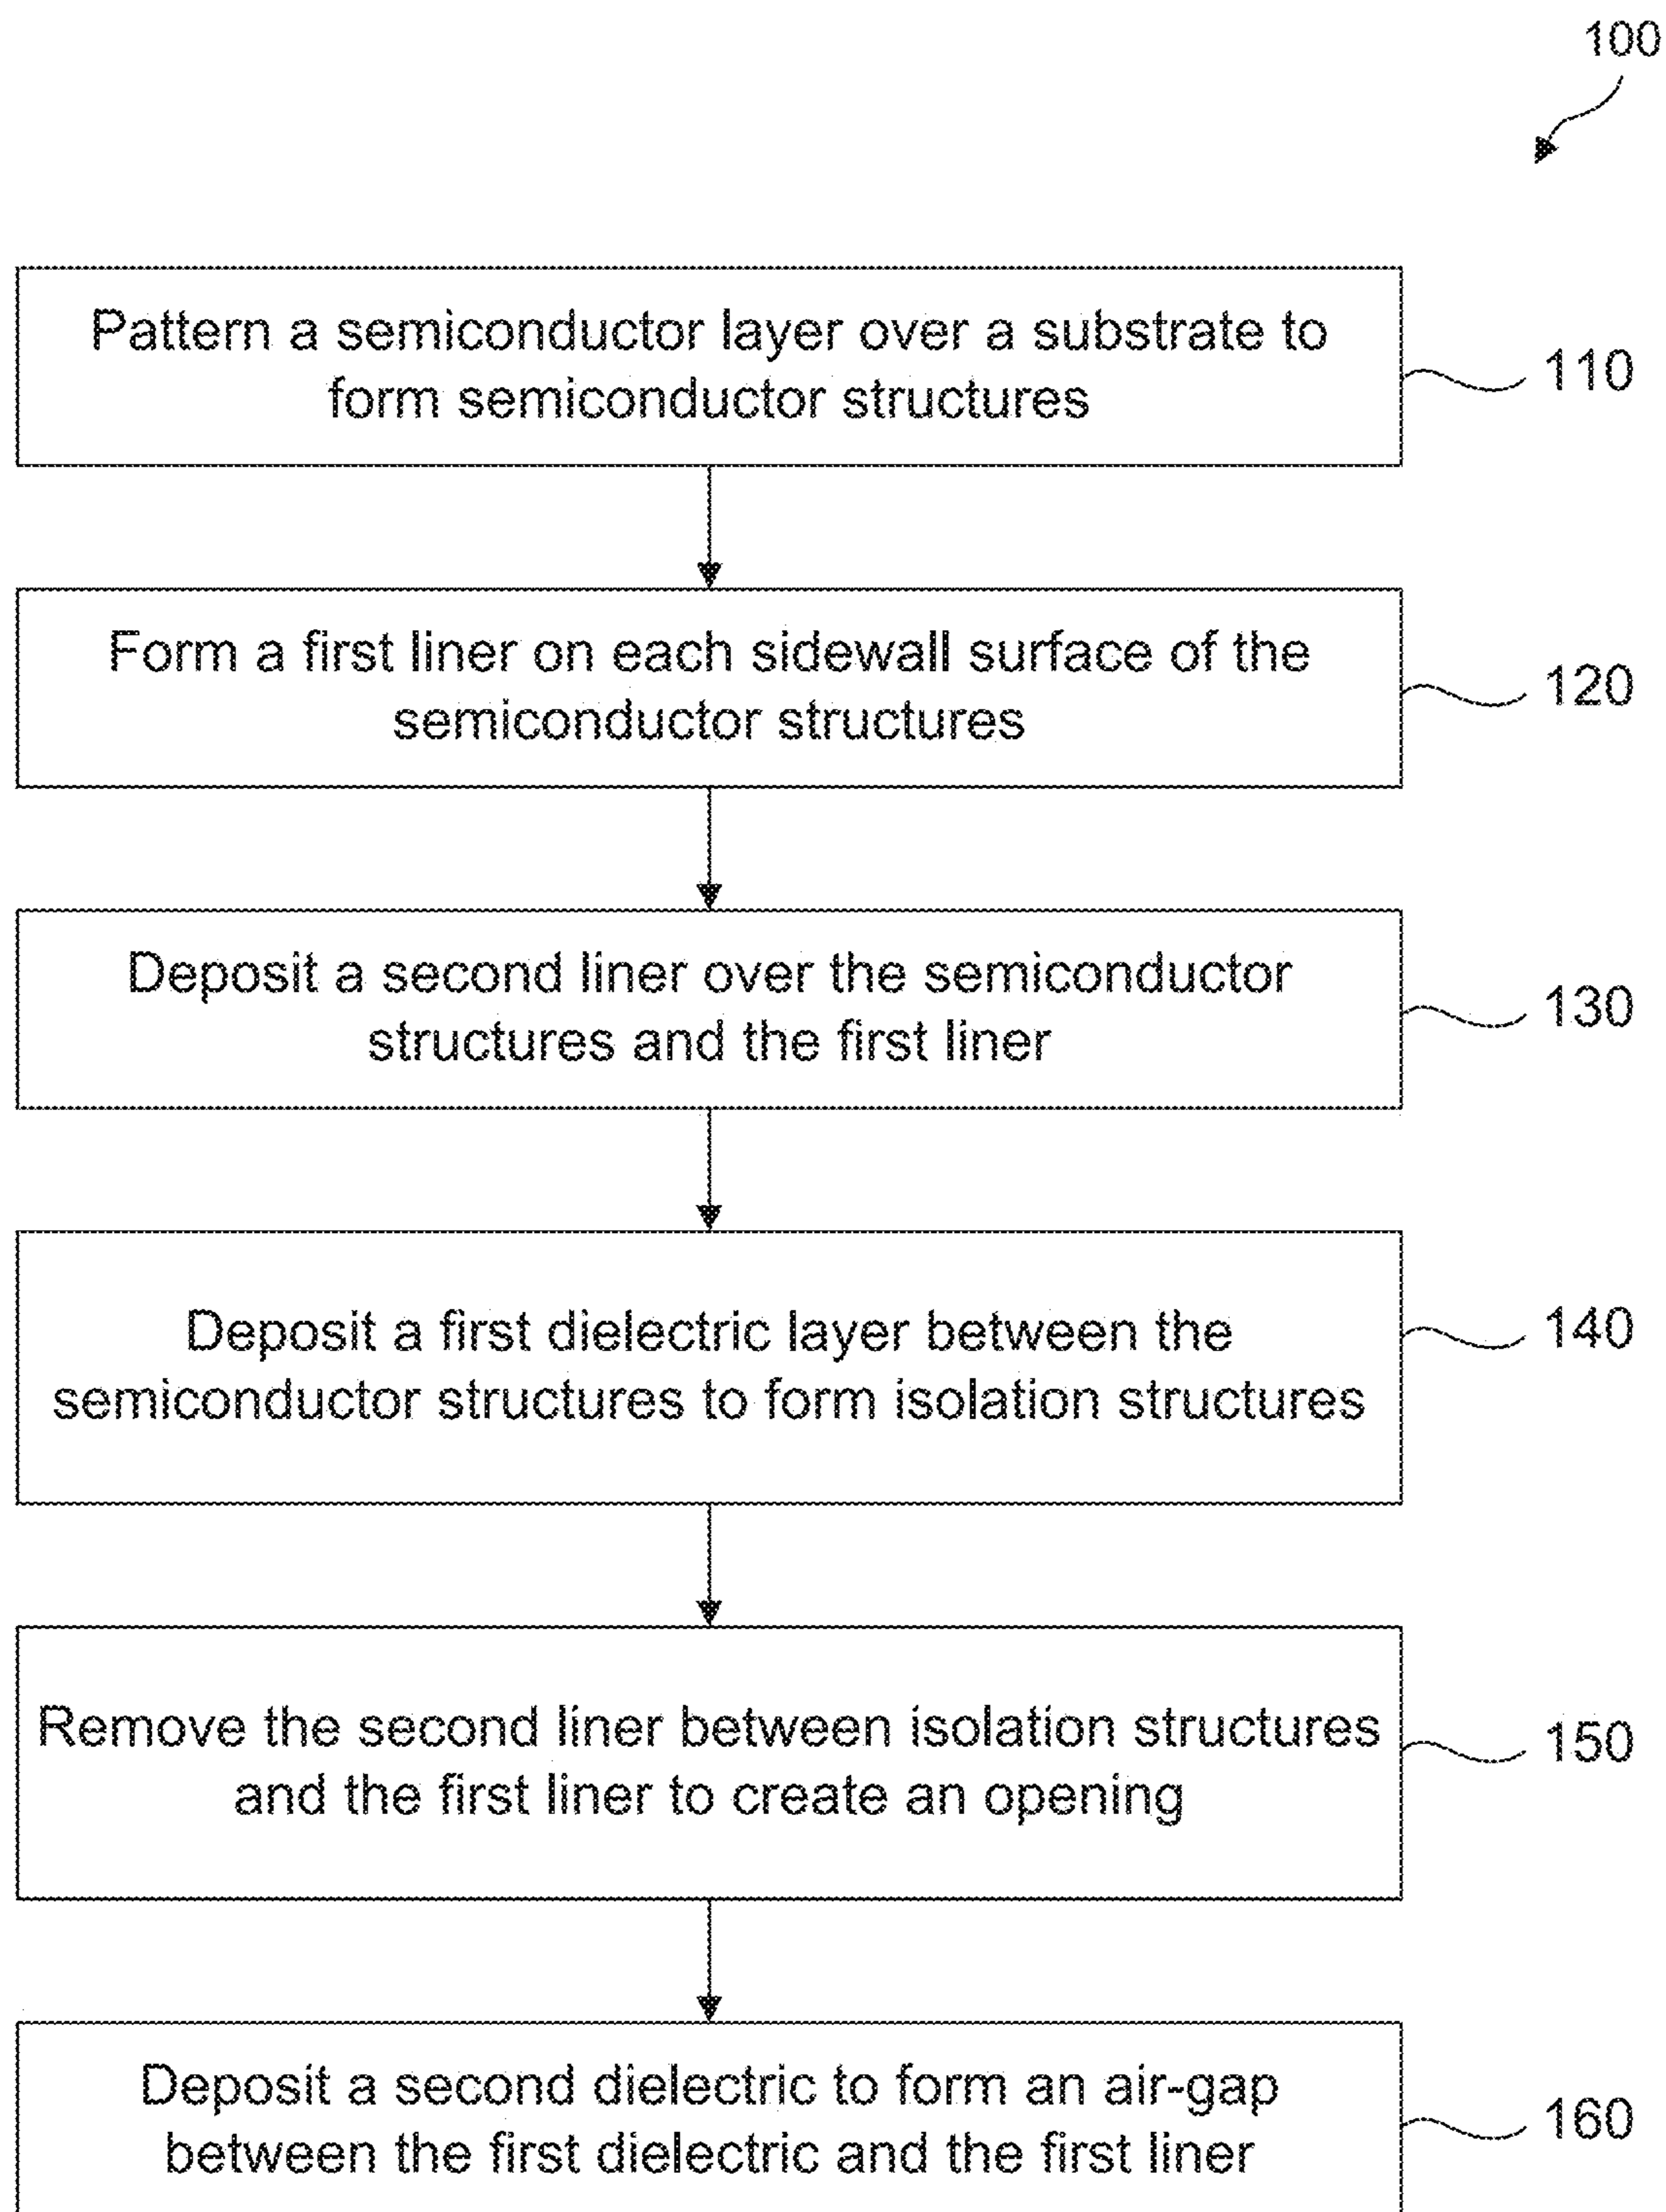 100
Pattern a semiconductor layer over a substrate to
form semiconductor structures
110
Form a first liner on each sidewall surface of the
semiconductor structures
120
Deposit a second liner over the semiconductor
structures and the first liner
130
Deposit a first dielectric layer between the
semiconductor structures to form isolation structures
140
Remove the second liner between isolation structures
and the first liner to create an opening
150
Deposit a second dielectric to form an air-gap
between the first dielectric and the first liner
160